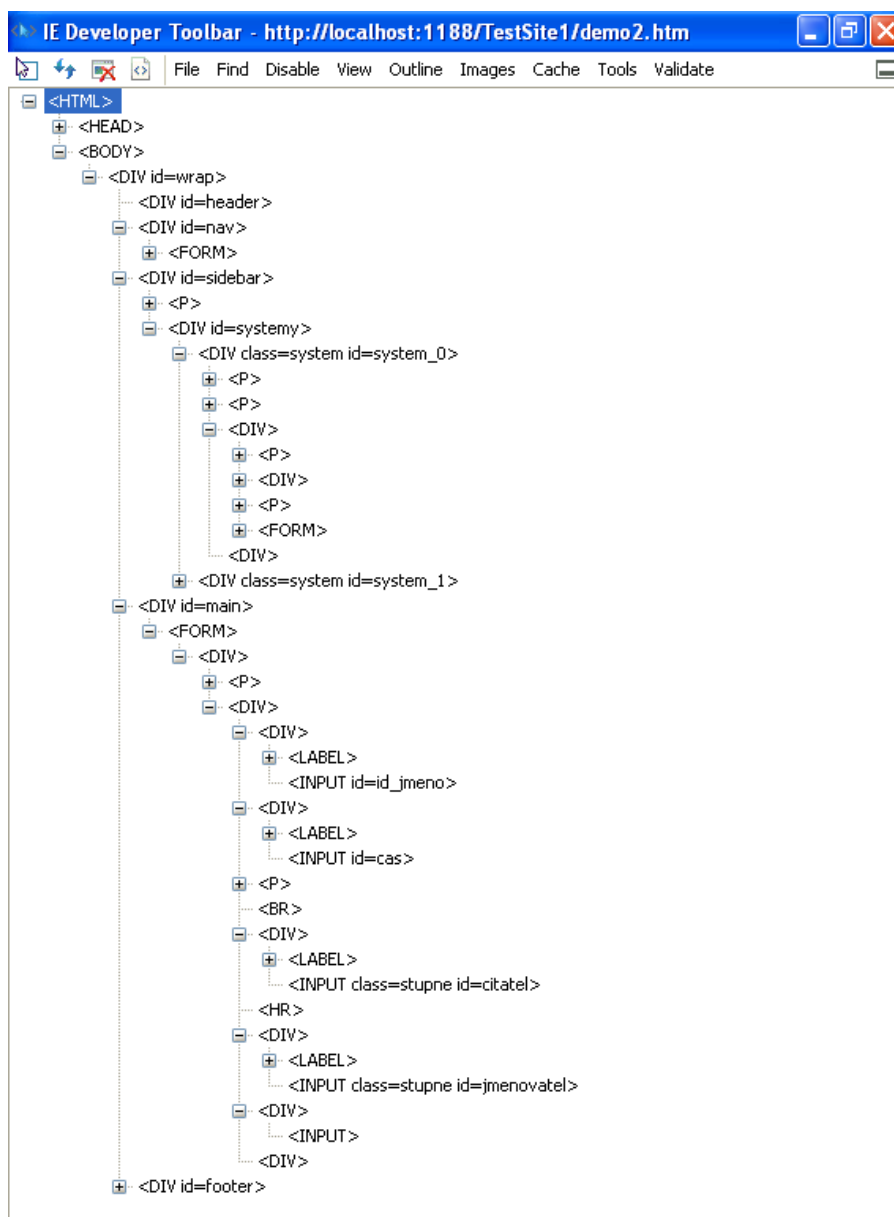 IE Developer Toolbar - http://localhost:1188/TestSite1/demo2.htm
File Find Disable View Outline Images Cache Tools Validate
<HTML>
<HEAD>
<BODY>
<DIV id=wrap>
<DIV id=header>
<DIV id=nav>
<FORM>
<DIV id=sidebar>
<P>
<DIV id=systemy>
<DIV class=system id=system_0>
<P>
<P>
<DIV>
<P>
<DIV>
<P>
<FORM>
<DIV>
<DIV class=system id=system_1>
<DIV id=main>
<FORM>
<DIV>
<P>
<DIV>
<DIV>
<LABEL>
<INPUT id=id_jmeno>
<DIV>
<LABEL>
<INPUT id=cas>
<P>
<BR>
<DIV>
<LABEL>
<INPUT class=stupne id=citatel>
<HR>
<DIV>
<LABEL>
<INPUT class=stupne id=jmenovatel>
<DIV>
<INPUT>
<DIV>
<DIV id=footer>